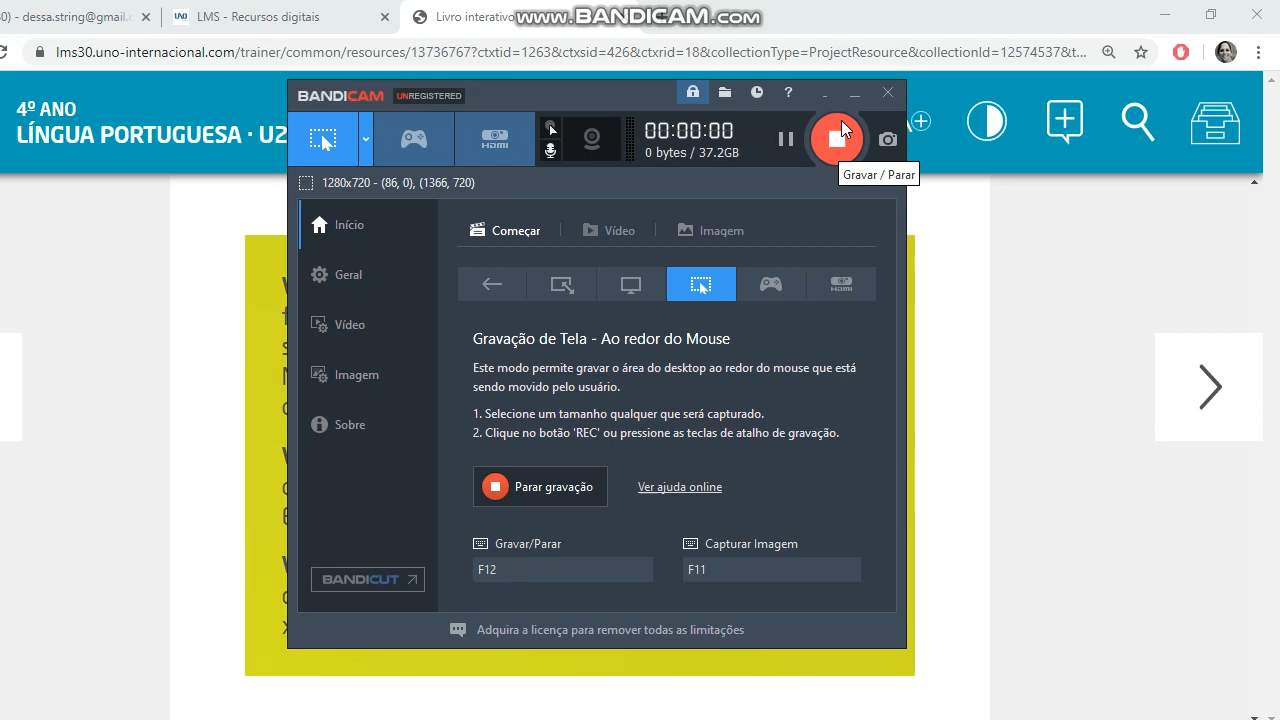 0) - dessa.string@gmail.c
UNO
LMS - Recursos digitais
Livro interativo
www.BANDICAM.com
lms30.uno-internacional.com/trainer/common/resources/13736767?ctxtid=1263&ctxsid=426&ctxrid=18&collectionType=ProjectResource&collectionId=12574537&t...
4º ANO
LÍNGUA PORTUGUESA · U2
A
BANDICAM
UNREGISTERED
HDMI
00:00:00
0 bytes / 37.2GB
Gravar / Parar
1280x720 - (86, 0), (1366, 720)
Início
Geral
Vídeo
Imagem
Sobre
BANDICUT
Começar
Vídeo
Imagem
HDMI
Gravação de Tela - Ao redor do Mouse
Este modo permite gravar o área do desktop ao redor do mouse que está
sendo movido pelo usuário.
1. Selecione um tamanho qualquer que será capturado.
2. Clique no botão 'REC' ou pressione as teclas de atalho de gravação.
Parar gravação
Ver ajuda online
Gravar/Parar
Capturar Imagem
F12
F11
Adquira a licença para remover todas as limitações